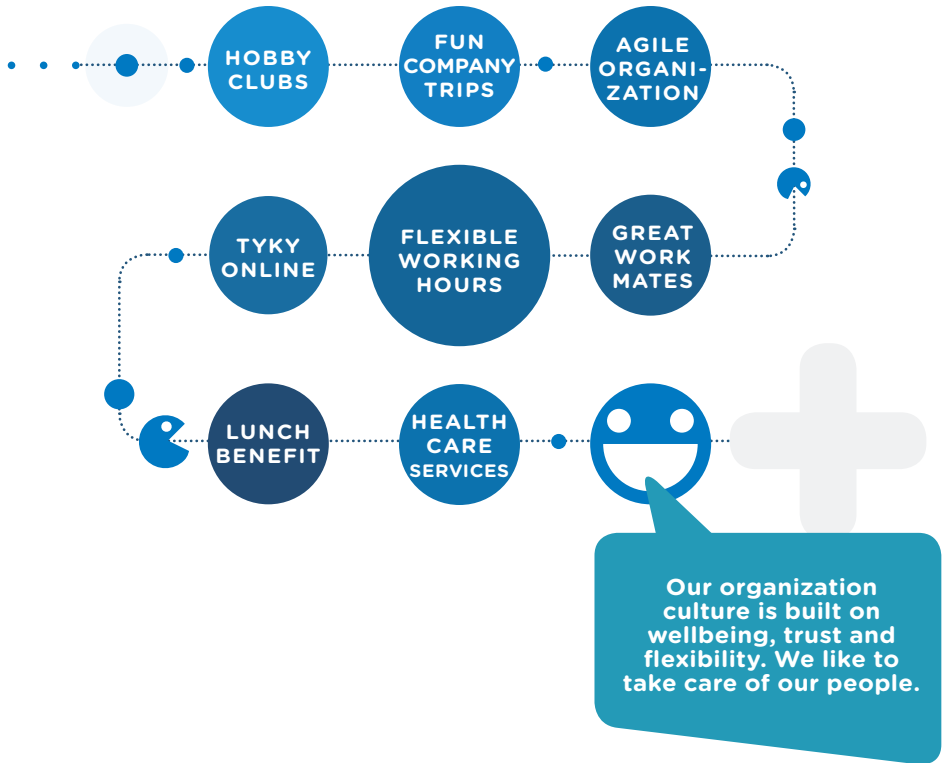 HOBBY
CLUBS
FUN
COMPANY
TRIPS
AGILE
ORGANI-
ZATION
TYKY
ONLINE
FLEXIBLE
WORKING
HOURS
GREAT
WORK
MATES
LUNCH
BENEFIT
HEALTH
CARE
SERVICES
Our organization
culture is built on
wellbeing, trust and
flexibility. We like to
take care of our people.